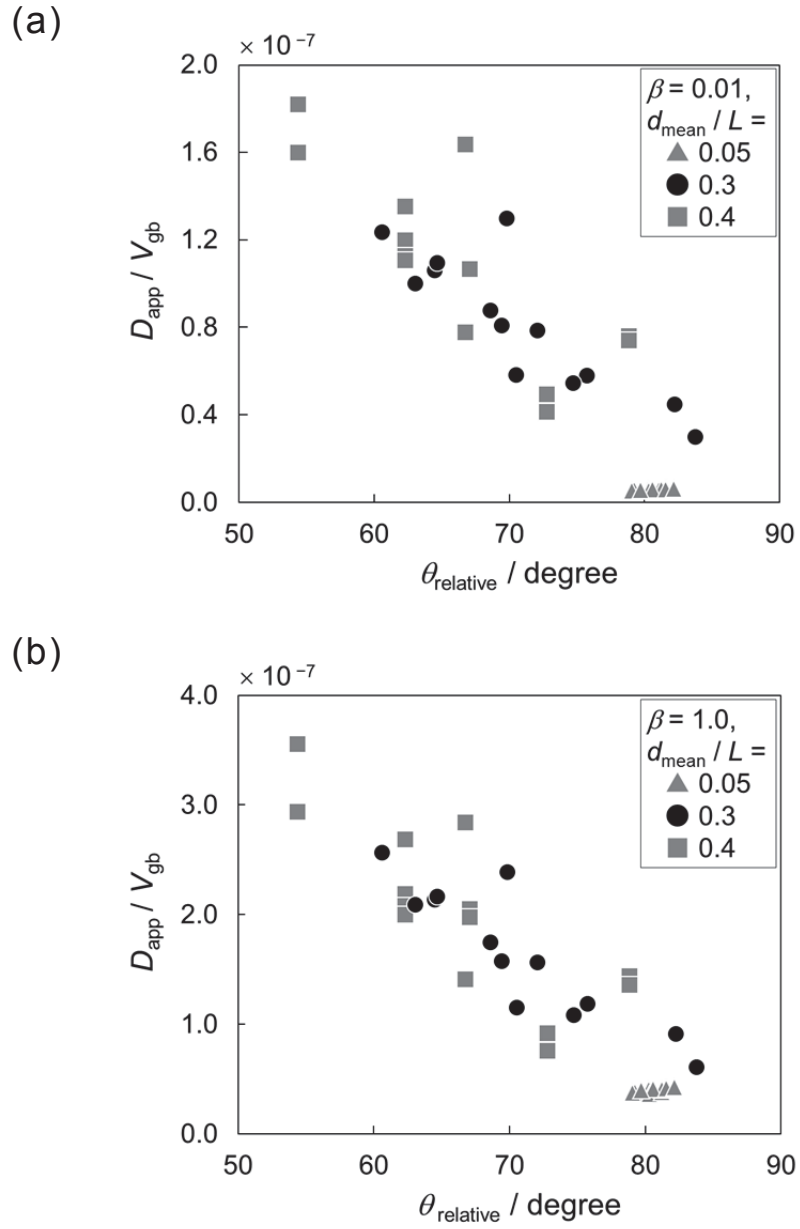 (a)
× 10⁻⁷
2.0
1.6
1.2
0.8
0.4
0.0
D_app / V_gb
50 60 70 80 90
θ_relative / degree
β = 0.01,
d_mean / L =
0.05
0.3
0.4
(b)
× 10⁻⁷
4.0
3.0
2.0
1.0
0.0
D_app / V_gb
50 60 70 80 90
θ_relative / degree
β = 1.0,
d_mean / L =
0.05
0.3
0.4